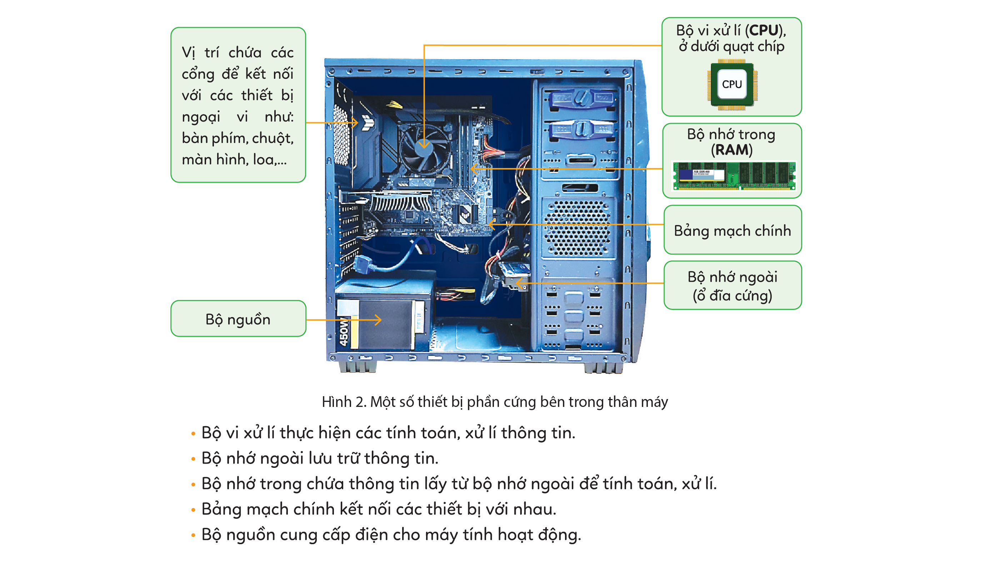 Vị trí chứa các
cổng để kết nối
với các thiết bị
ngoại vi như:
bàn phím, chuột,
màn hình, loa,...
Bộ nguồn
Bộ vi xử lí (CPU),
ở dưới quạt chíp
CPU
Bộ nhớ trong
(RAM)
1GB DDR 400
Bảng mạch chính
Bộ nhớ ngoài
(ổ đĩa cứng)
450W
Hình 2. Một số thiết bị phần cứng bên trong thân máy
• Bộ vi xử lí thực hiện các tính toán, xử lí thông tin.
• Bộ nhớ ngoài lưu trữ thông tin.
• Bộ nhớ trong chứa thông tin lấy từ bộ nhớ ngoài để tính toán, xử lí.
• Bảng mạch chính kết nối các thiết bị với nhau.
• Bộ nguồn cung cấp điện cho máy tính hoạt động.